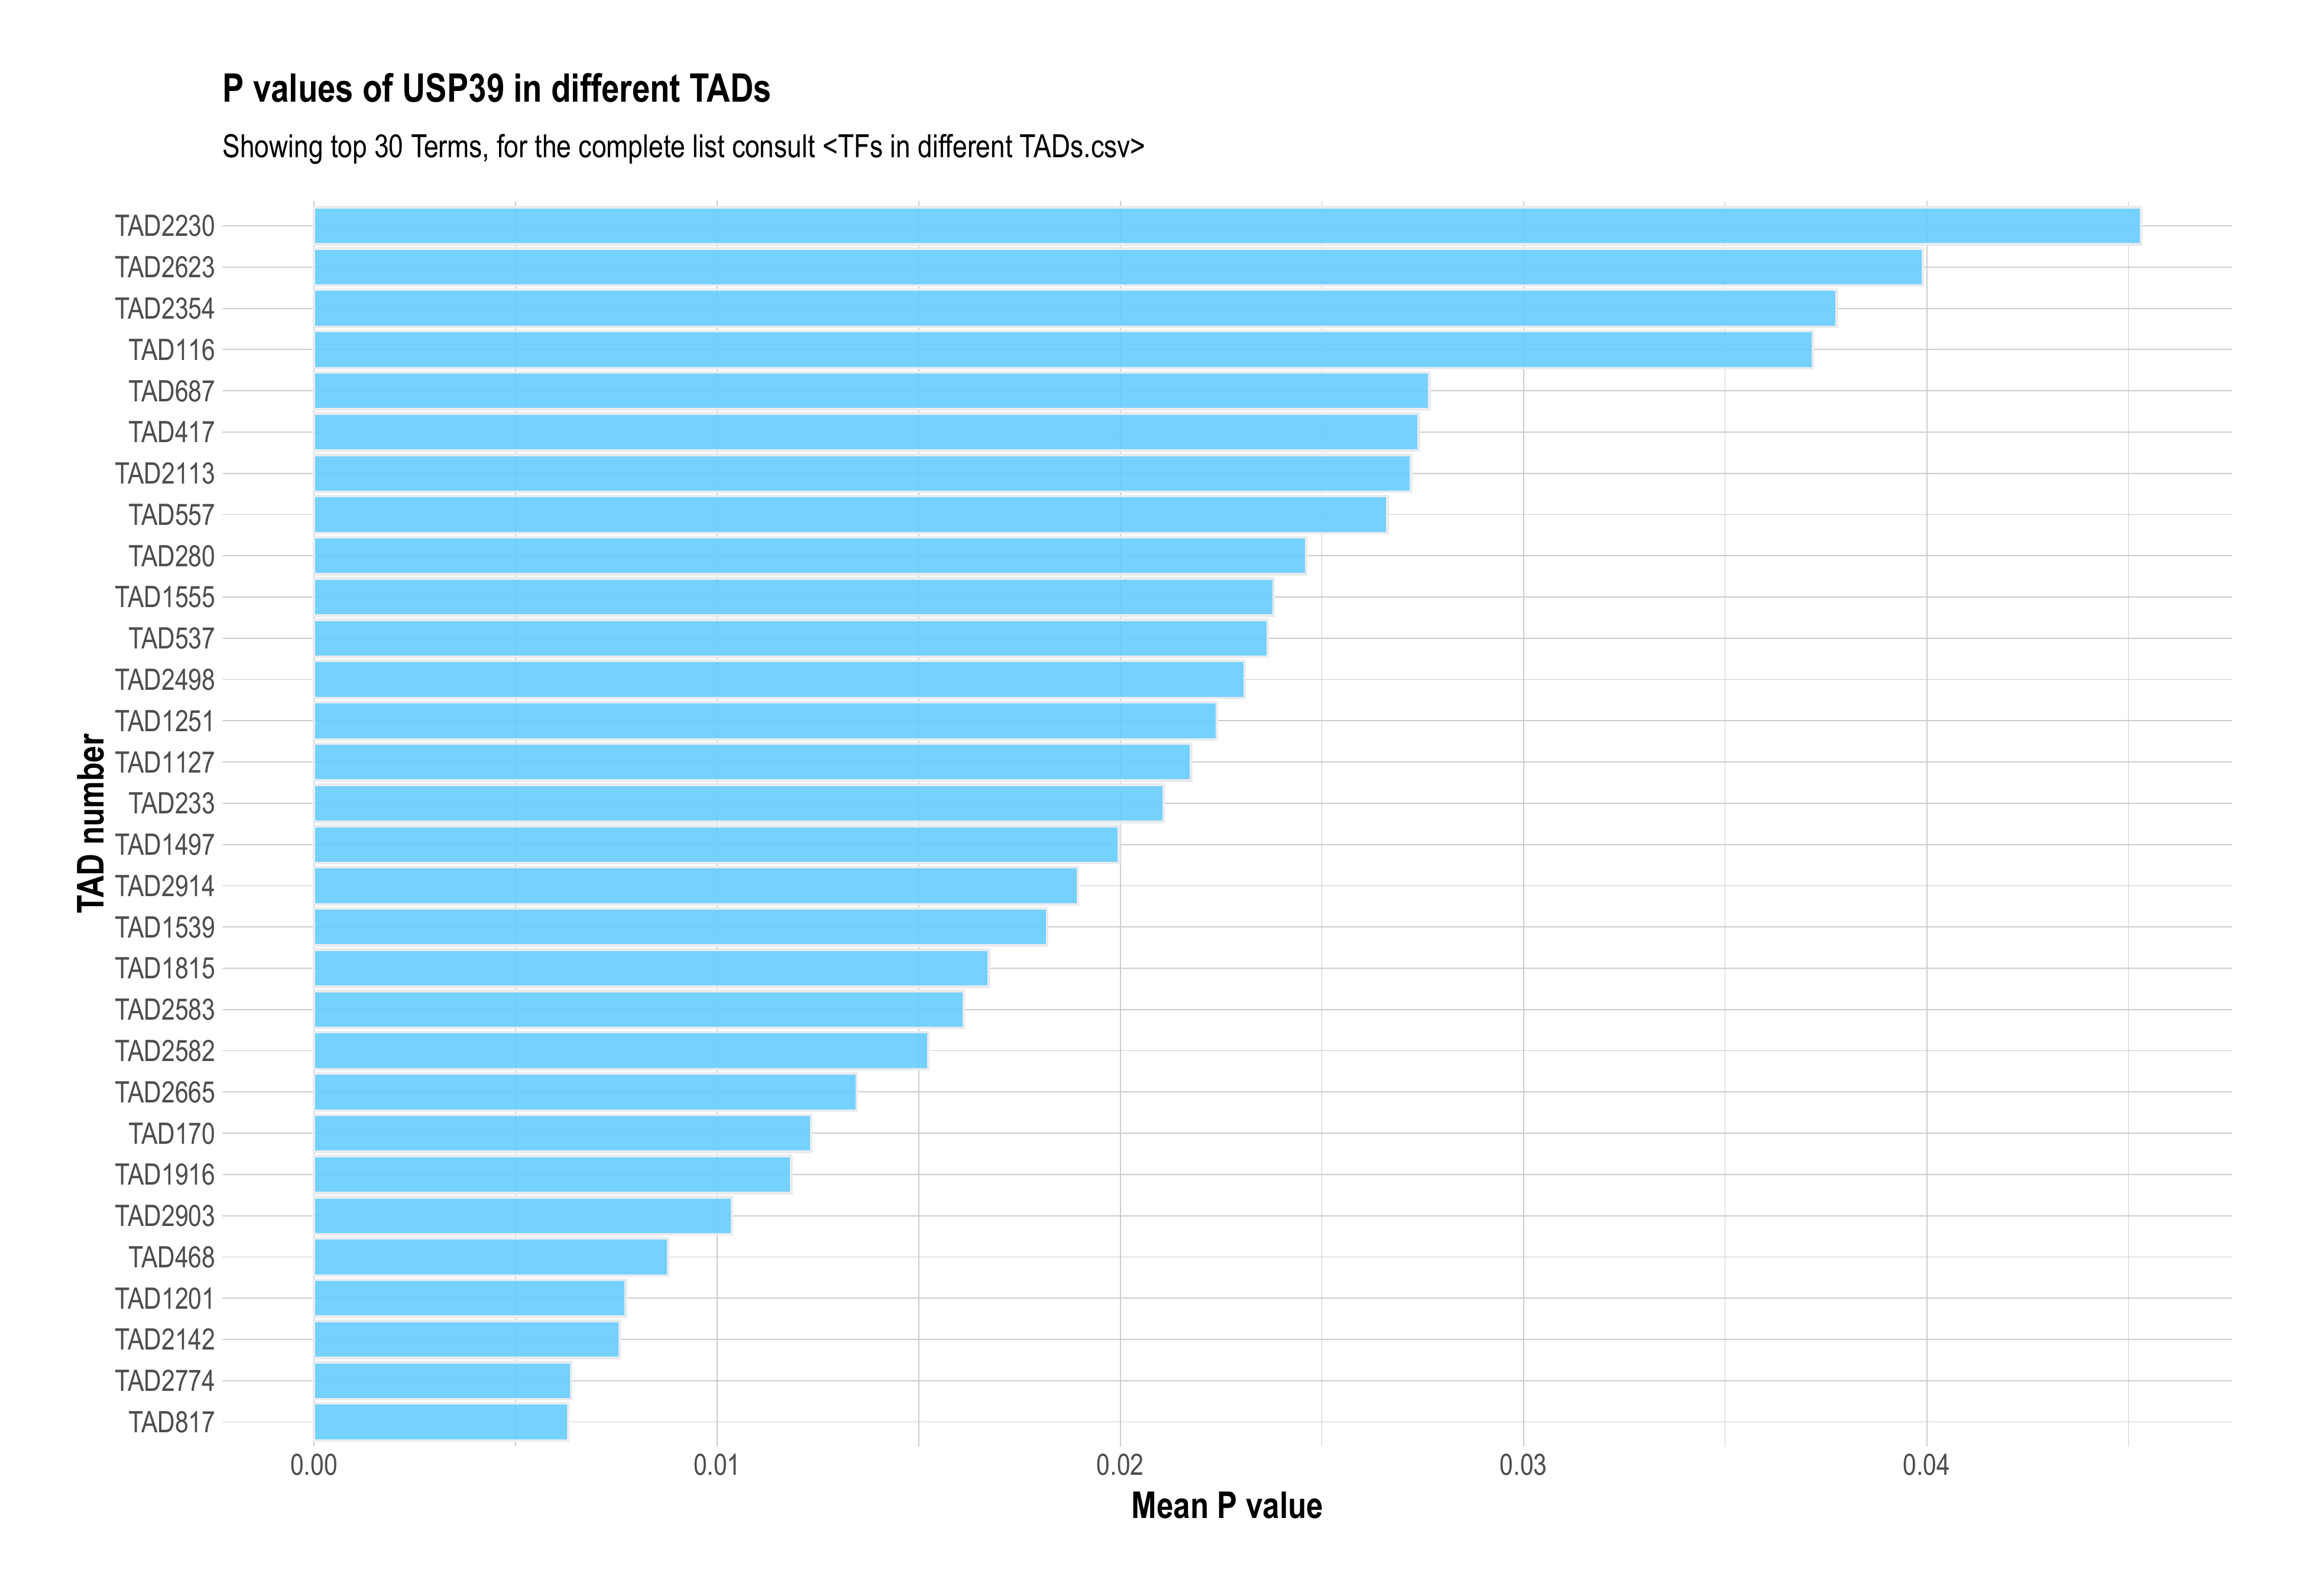 P values of USP39 in different TADs
Showing top 30 Terms, for the complete list consult <TFs in different TADs.csv>
TAD number
TAD2230
TAD2623
TAD2354
TAD116
TAD687
TAD417
TAD2113
TAD557
TAD280
TAD1555
TAD537
TAD2498
TAD1251
TAD1127
TAD233
TAD1497
TAD2914
TAD1539
TAD1815
TAD2583
TAD2582
TAD2665
TAD170
TAD1916
TAD2903
TAD468
TAD1201
TAD2142
TAD2774
TAD817
0.00 0.01 0.02 0.03 0.04
Mean P value